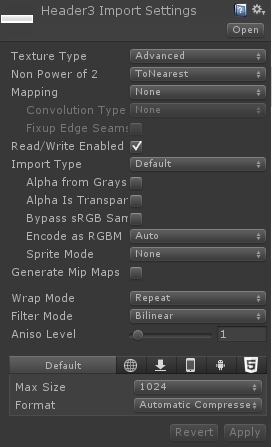 Header3 Import Settings
Open
Texture Type Advanced
Non Power of 2 ToNearest
Mapping None
Convolution Type None
Fixup Edge Seams
Read/Write Enabled
Import Type Default
Alpha from Grays
Alpha Is Transpar
Bypass sRGB Sam
Encode as RGBM Auto
Sprite Mode None
Generate Mip Maps
Wrap Mode Repeat
Filter Mode Bilinear
Aniso Level 1
Default
Max Size 1024
Format Automatic Compresse
Revert Apply